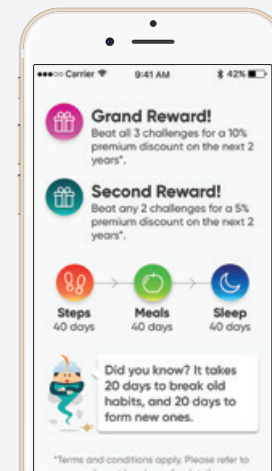 Carrier 9:41 AM 42%
Grand Reward!
Beat all 3 challenges for a 10%
premium discount on the next 2
years*.
Second Reward!
Beat any 2 challenges for a 5%
premium discount on the next 2
years*.
Steps Meals Sleep
40 days 40 days 40 days
Did you know? It takes
20 days to break old
habits, and 20 days to
form new ones.
*Terms and conditions apply. Please refer to